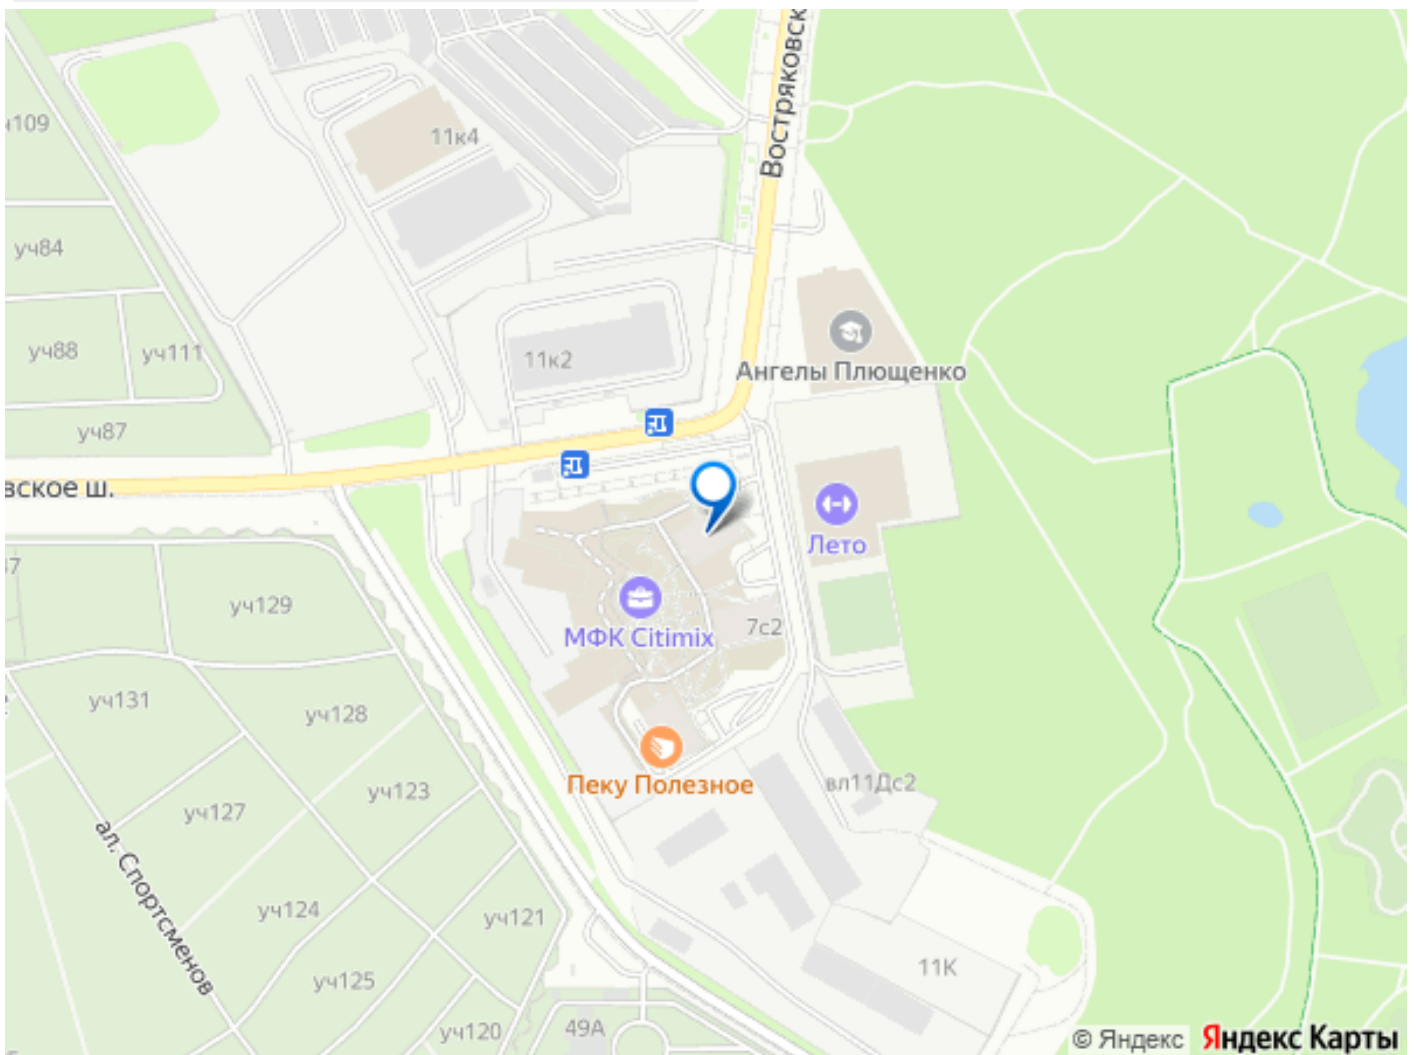 Востряковск
ч109
11к4
уч84
уч88
уч111
11к2
Ангелы Плющенко
уч87
вское ш.
Лето
уч129
МФК Citimix
7с2
уч131
уч128
Пеку Полезное
вл11Дс2
уч123
уч127
ал. Спортсменов
уч124
уч121
11К
уч125
уч120
49А
© Яндекс Яндекс Карты